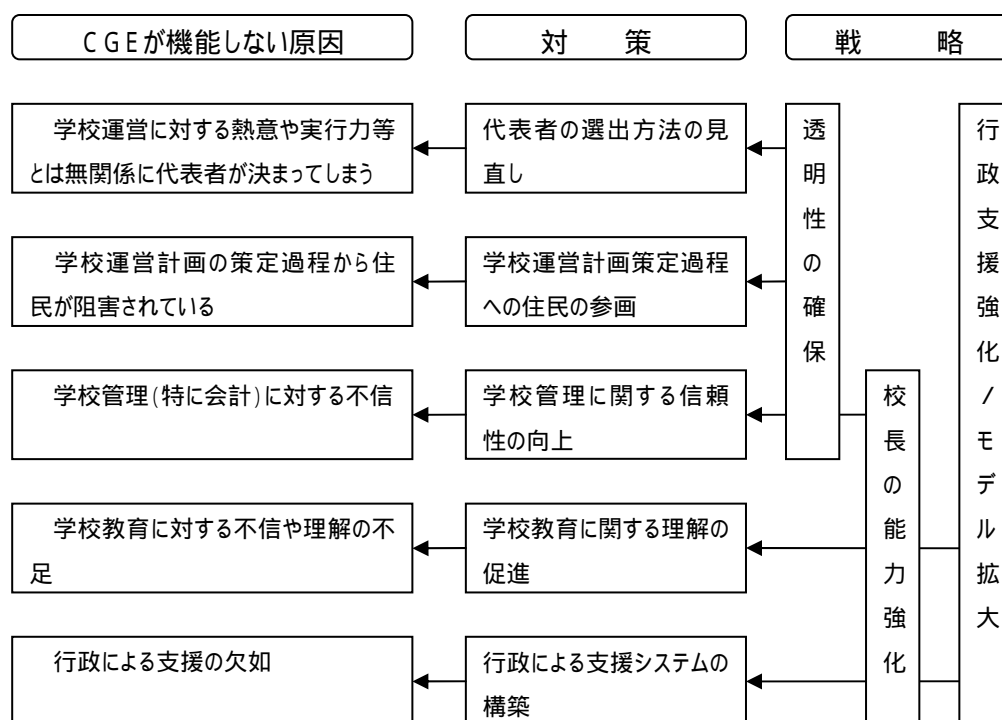 CGEが機能しない原因
対策
戦略
学校運営に対する熱意や実行力等
とは無関係に代表者が決まってしまう
代表者の選出方法の見
直し
学校運営計画の策定過程から住
民が阻害されている
学校運営計画策定過程
への住民の参画
学校管理(特に会計)に対する不信
学校管理に関する信頼
性の向上
学校教育に対する不信や理解の不
足
学校教育に関する理解の
促進
行政による支援の欠如
行政による支援システムの
構築
透明性の確保
校長の能力強化
行政支援強化/モデル拡大